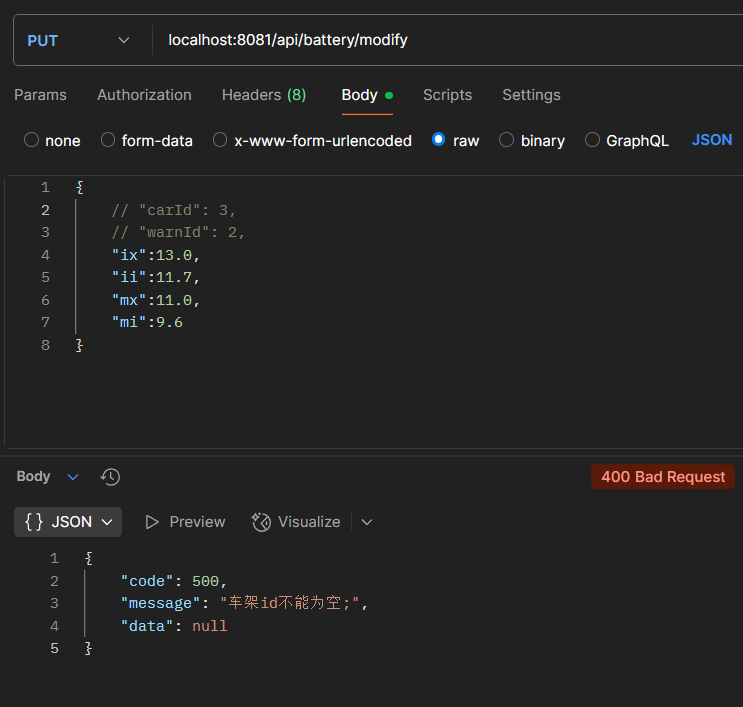 PUT localhost:8081/api/battery/modify
Params Authorization Headers (8) Body Scripts Settings
none form-data x-www-form-urlencoded raw binary GraphQL JSON
1 {
2 // "carId": 3,
3 // "warnId": 2,
4 "ix":13.0,
5 "ii":11.7,
6 "mx":11.0,
7 "mi":9.6
8 }
Body 400 Bad Request
{} JSON Preview Visualize
1 {
2 "code": 500,
3 "message": "车架id不能为空;",
4 "data": null
5 }